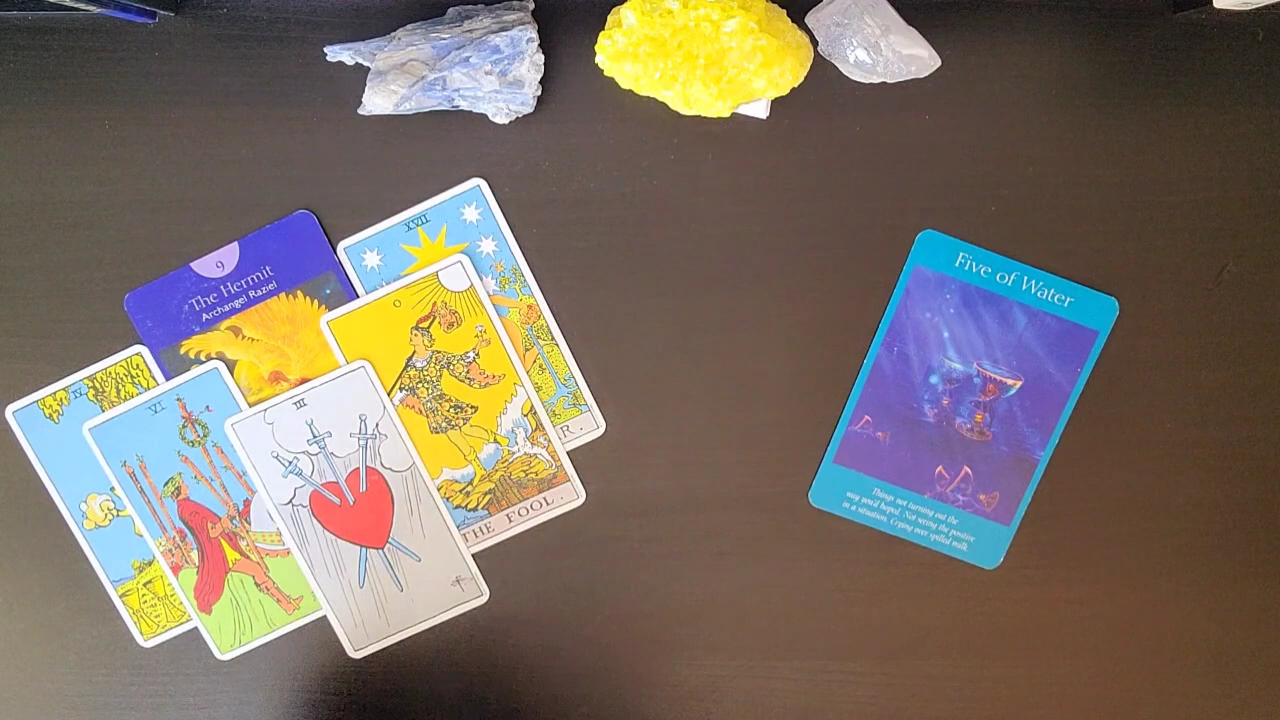 XVII
9
The Hermit
Archangel Raziel
0
IV
VI
III
THE FOOL.
R.
Five of Water
Things not turning out the
way you'd hoped. Not seeing the positive
in a situation. Crying over spilled milk.